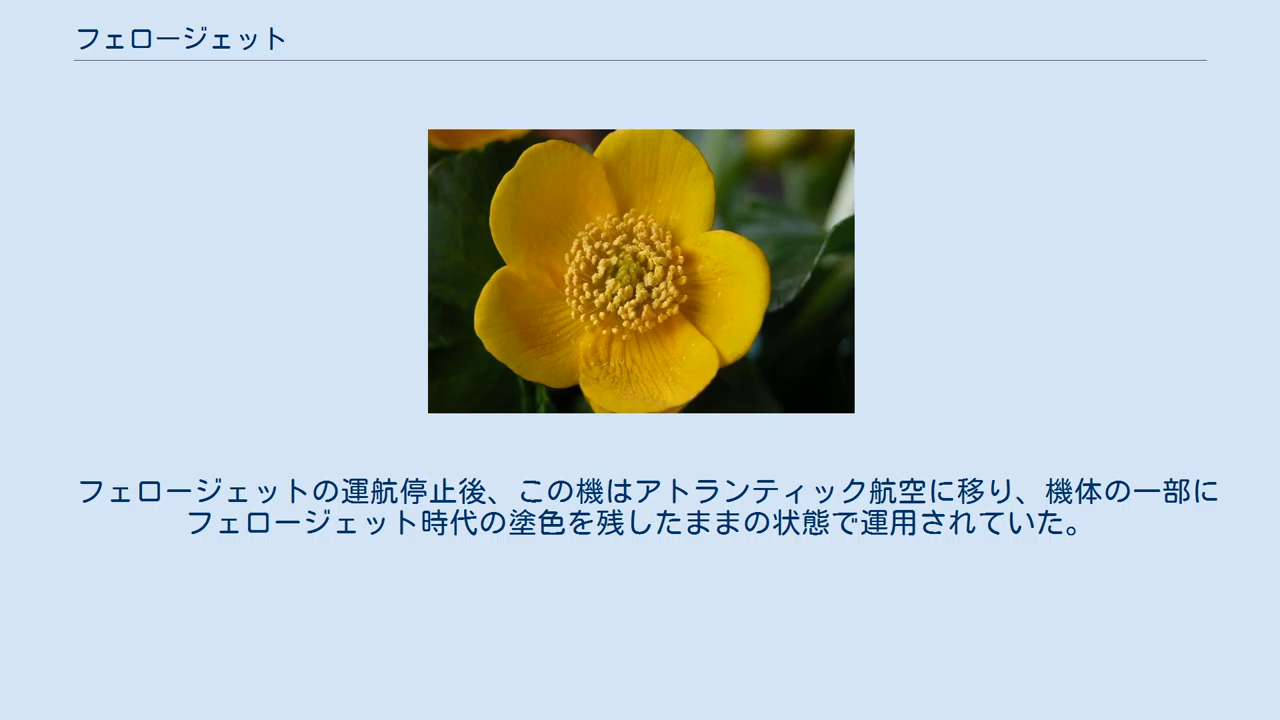 フェロージェット
フェロージェットの運航停止後、この機はアトランティック航空に移り、機体の一部に
フェロージェット時代の塗色を残したままの状態で運用されていた。